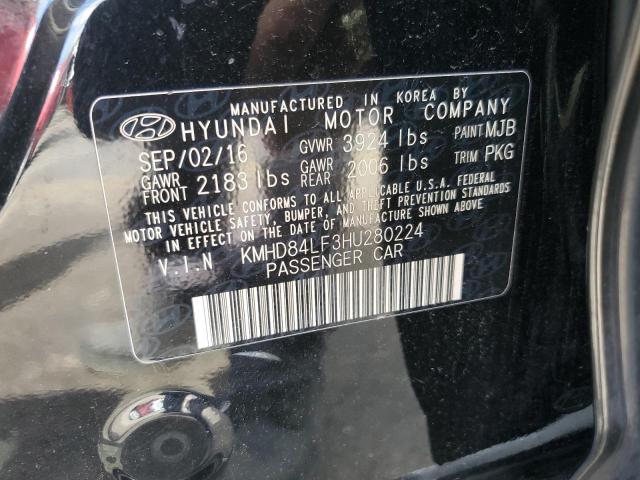 MANUFACTURED IN KOREA BY
HYUNDAI MOTOR COMPANY
SEP/02/16 GVWR 3924 lbs PAINT MJB
GAWR FRONT 2183 lbs GAWR REAR 2006 lbs TRIM PKG
THIS VEHICLE CONFORMS TO ALL APPLICABLE U.S.A. FEDERAL
MOTOR VEHICLE SAFETY, BUMPER, AND THEFT PREVENTION STANDARDS
IN EFFECT ON THE DATE OF MANUFACTURE SHOWN ABOVE.
V.I.N KMHD84LF3HU280224
PASSENGER CAR